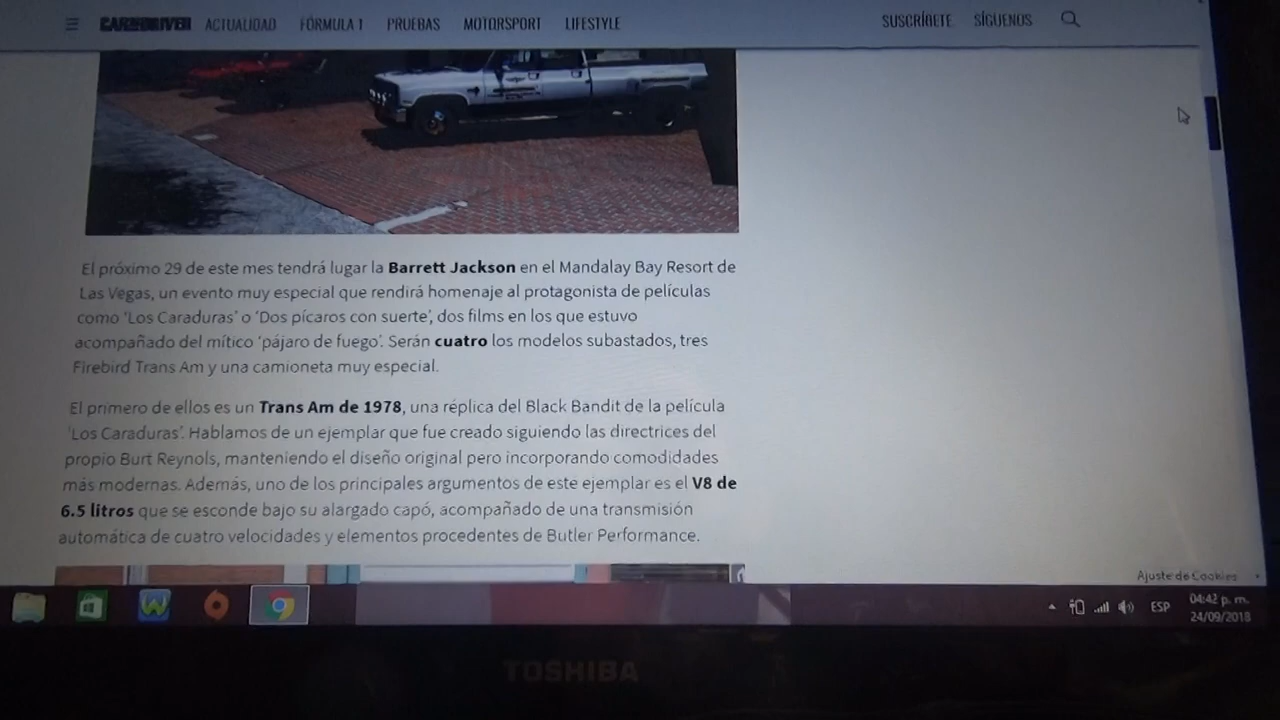 CAR AND DRIVER ACTUALIDAD FÓRMULA 1 PRUEBAS MOTORSPORT LIFESTYLE SUSCRÍBETE SÍGUENOS
El próximo 29 de este mes tendrá lugar la Barrett Jackson en el Mandalay Bay Resort de
Las Vegas, un evento muy especial que rendirá homenaje al protagonista de películas
como 'Los Caraduras' o 'Dos pícaros con suerte', dos films en los que estuvo
acompañado del mítico 'pájaro de fuego'. Serán cuatro los modelos subastados, tres
Firebird Trans Am y una camioneta muy especial.
El primero de ellos es un Trans Am de 1978, una réplica del Black Bandit de la película
'Los Caraduras'. Hablamos de un ejemplar que fue creado siguiendo las directrices del
propio Burt Reynols, manteniendo el diseño original pero incorporando comodidades
más modernas. Además, uno de los principales argumentos de este ejemplar es el V8 de
6.5 litros que se esconde bajo su alargado capó, acompañado de una transmisión
automática de cuatro velocidades y elementos procedentes de Butler Performance.
Ajuste de Cookies
ESP
04:42 p. m.
24/09/2018
TOSHIBA